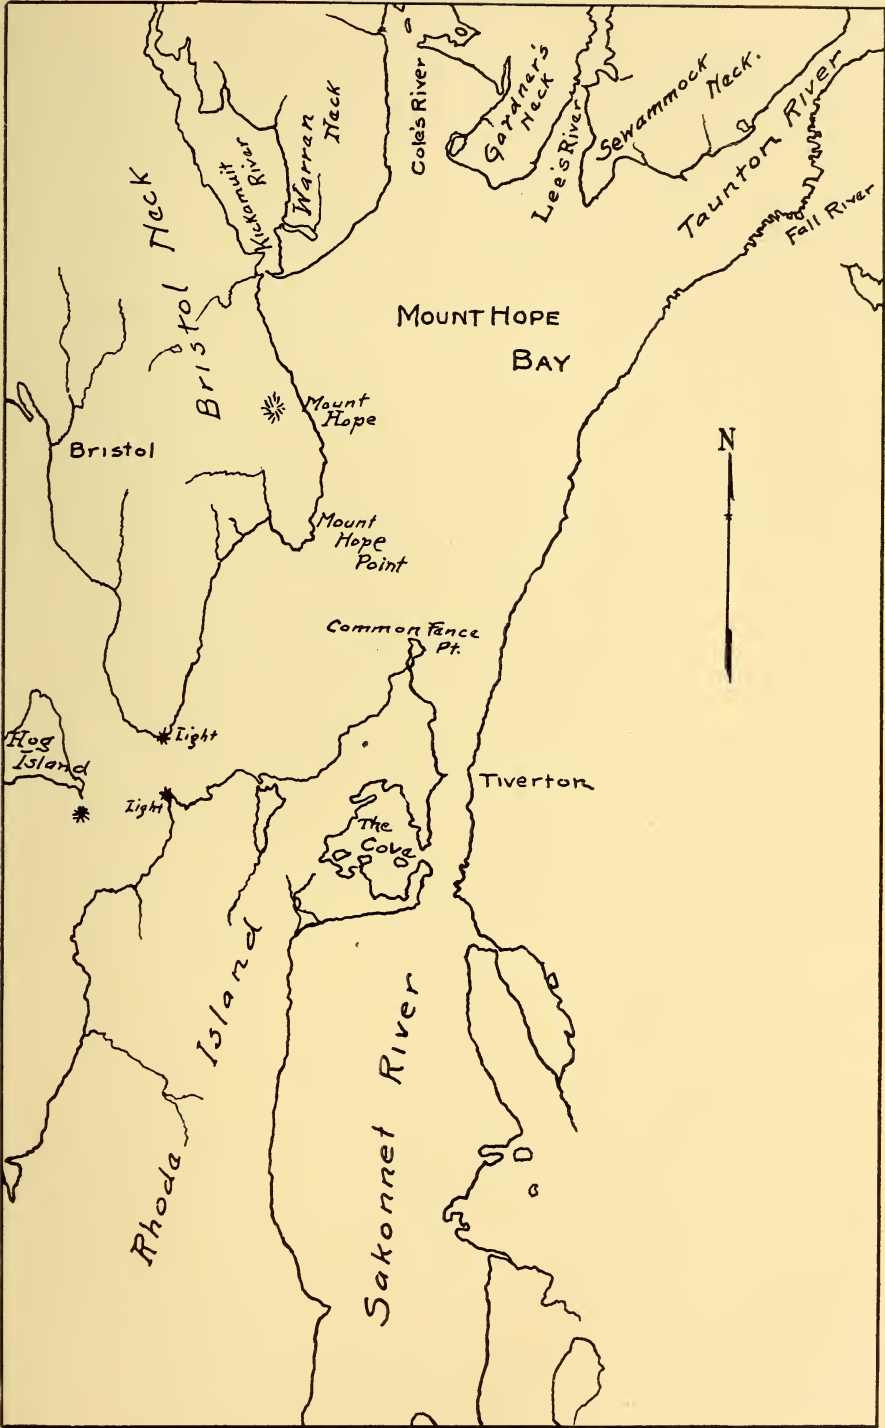 Cole's River
Gardner's
Neck
Lee's River
Sewammock
Neck.
Taunton River
Fall River
Kickamuit
River
Warran
Neck
Bristol Neck
Mount Hope
Bay
Mount
Hope
Bristol
N
Mount
Hope
Point
Common Fence
Pt.
Light
Hog
Island
Light
Tiverton
The
Cove
Rhoda Island
Sakonnet River